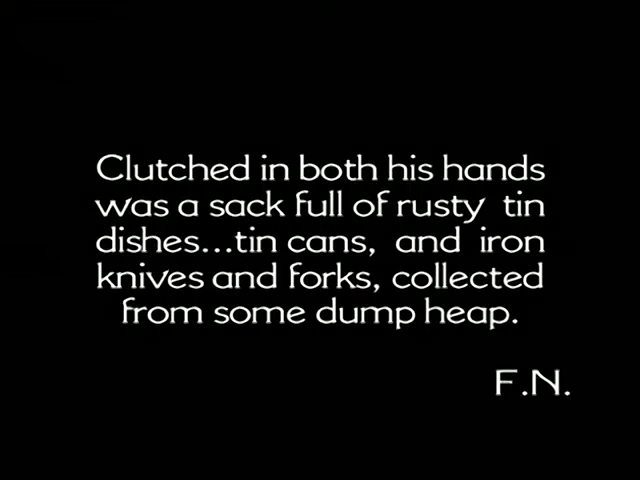 Clutched in both his hands
was a sack full of rusty tin
dishes...tin cans, and iron
knives and forks, collected
from some dump heap.
F.N.